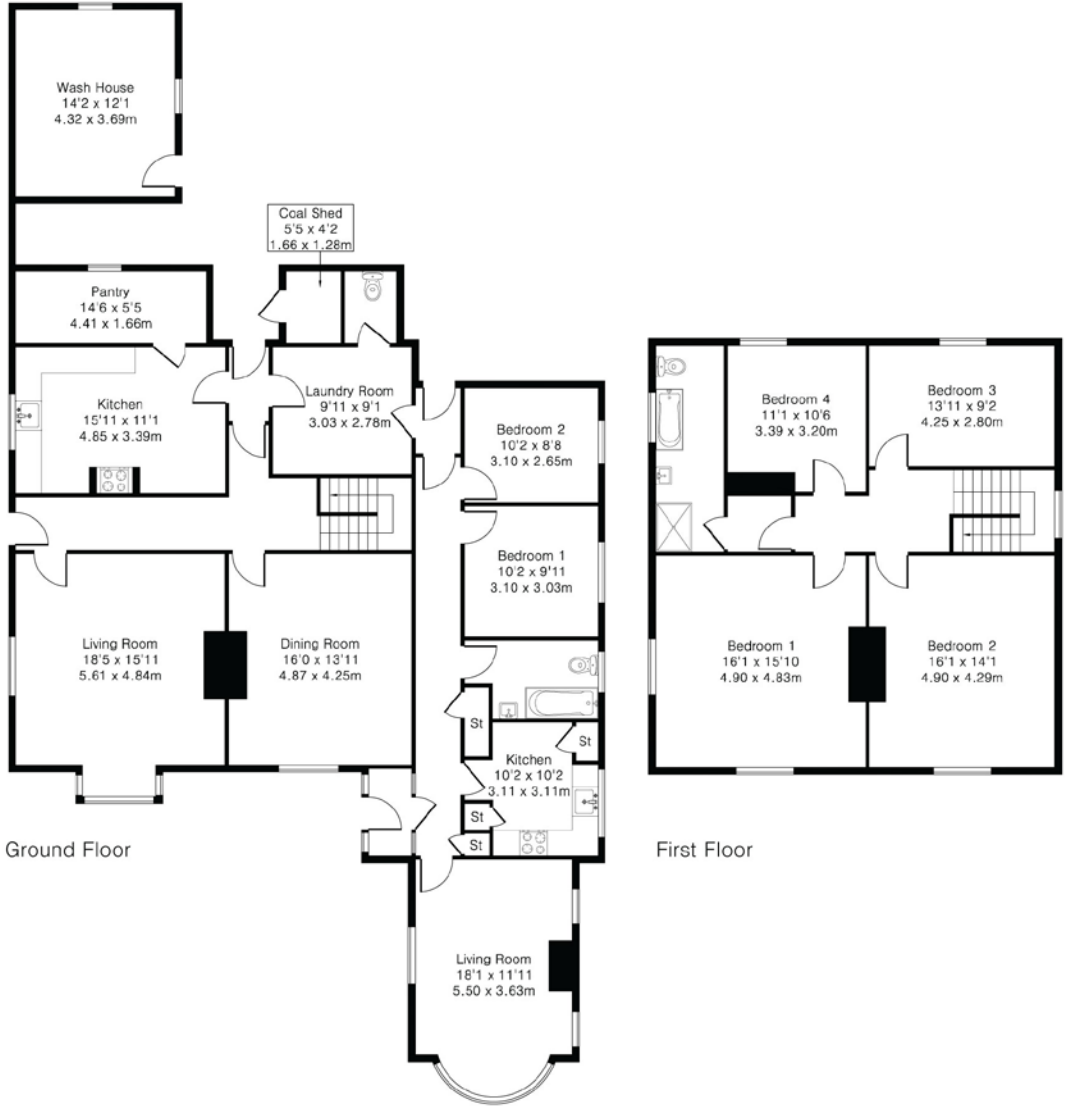 Wash House
14'2 x 12'1
4.32 x 3.69m
Coal Shed
5'5 x 4'2
1.66 x 1.28m
Pantry
14'6 x 5'5
4.41 x 1.66m
Kitchen
15'11 x 11'1
4.85 x 3.39m
Laundry Room
9'11 x 9'1
3.03 x 2.78m
Bedroom 2
10'2 x 8'8
3.10 x 2.65m
Bedroom 1
10'2 x 9'11
3.10 x 3.03m
Living Room
18'5 x 15'11
5.61 x 4.84m
Dining Room
16'0 x 13'11
4.87 x 4.25m
St
St
Kitchen
10'2 x 10'2
3.11 x 3.11m
St
St
Living Room
18'1 x 11'11
5.50 x 3.63m
Ground Floor
Bedroom 4
11'1 x 10'6
3.39 x 3.20m
Bedroom 3
13'11 x 9'2
4.25 x 2.80m
Bedroom 1
16'1 x 15'10
4.90 x 4.83m
Bedroom 2
16'1 x 14'1
4.90 x 4.29m
First Floor